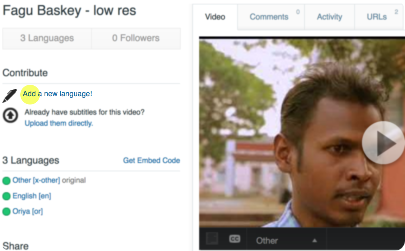 Fagu Baskey - low res
3 Languages
0 Followers
Contribute
Add a new language!
Already have subtitles for this video?
Upload them directly.
3 Languages
Get Embed Code
Other [x-other] original
English [en]
Oriya [or]
Share
Video
Comments 0
Activity
URLs 2
CC
Other